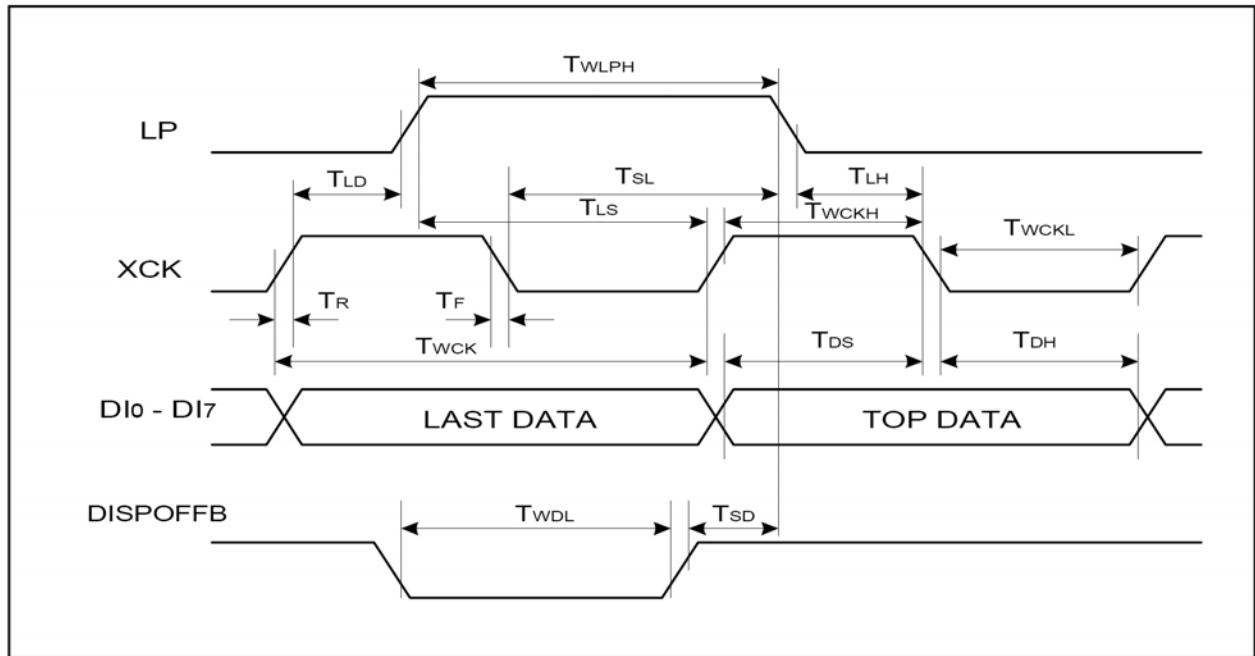 TWLPH
LP
TLD
TSL
TLH
TLS
TWCKH
TWCKL
XCK
TR
TF
TWCK
TDS
TDH
DI0 - DI7
LAST DATA
TOP DATA
DISPOFFB
TWDL
TSD